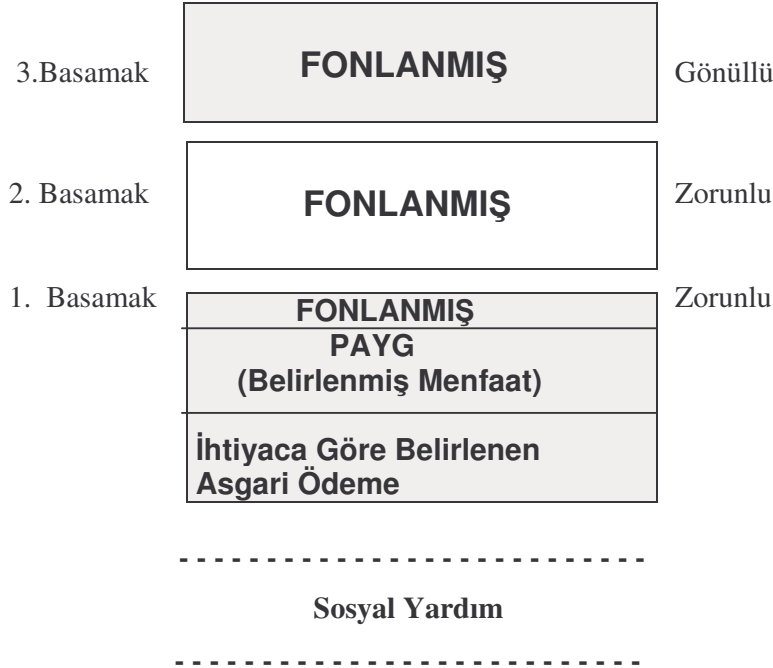 3.Basamak FONLANMIŞ Gönüllü
2. Basamak FONLANMIŞ Zorunlu
1. Basamak FONLANMIŞ Zorunlu
PAYG
(Belirlenmiş Menfaat)
İhtiyaca Göre Belirlenen
Asgari Ödeme
Sosyal Yardım